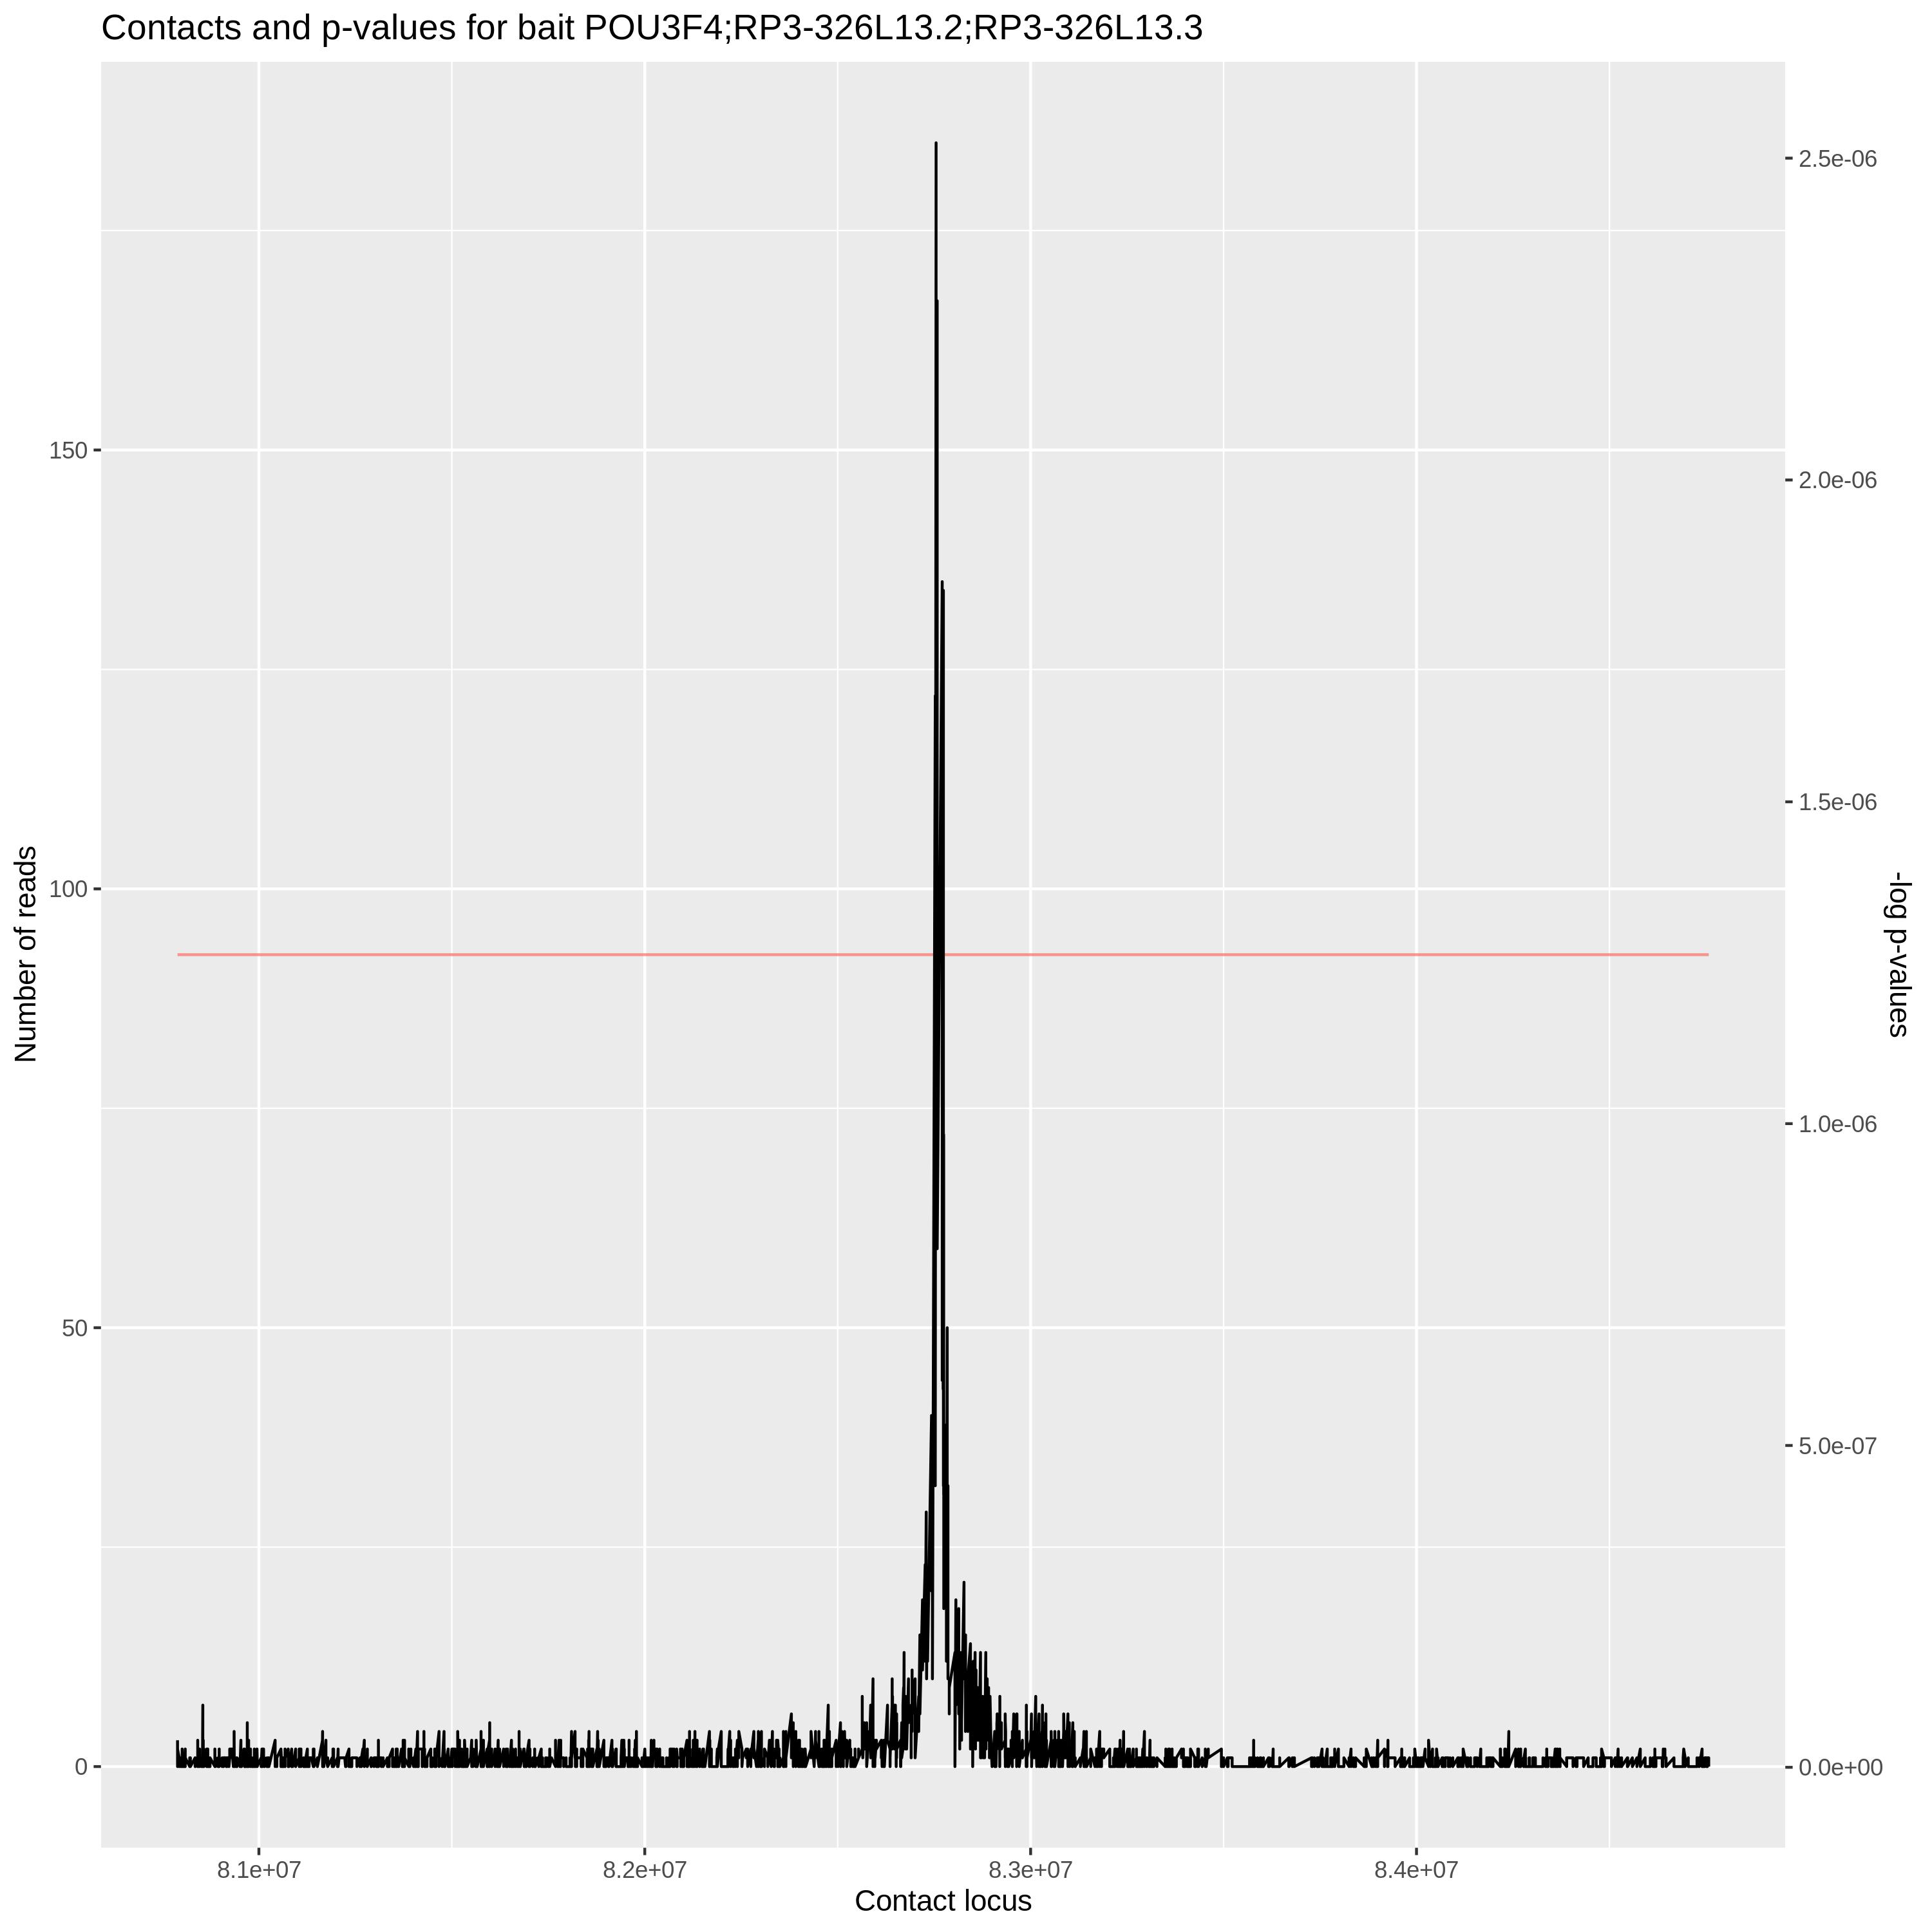 Contacts and p-values for bait POU3F4;RP3-326L13.2;RP3-326L13.3
Number of reads
150
100
50
0
2.5e-06
2.0e-06
1.5e-06
1.0e-06
5.0e-07
0.0e+00
-log p-values
8.1e+07
8.2e+07
8.3e+07
8.4e+07
Contact locus